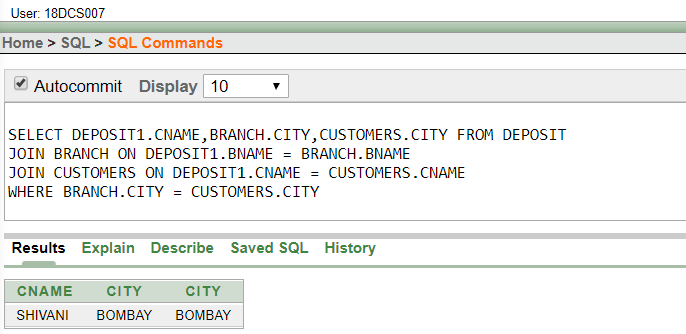 User: 18DCS007
Home > SQL > SQL Commands
Autocommit Display 10
SELECT DEPOSIT1.CNAME,BRANCH.CITY,CUSTOMERS.CITY FROM DEPOSIT
JOIN BRANCH ON DEPOSIT1.BNAME = BRANCH.BNAME
JOIN CUSTOMERS ON DEPOSIT1.CNAME = CUSTOMERS.CNAME
WHERE BRANCH.CITY = CUSTOMERS.CITY
Results Explain Describe Saved SQL History
CNAME CITY CITY
SHIVANI BOMBAY BOMBAY